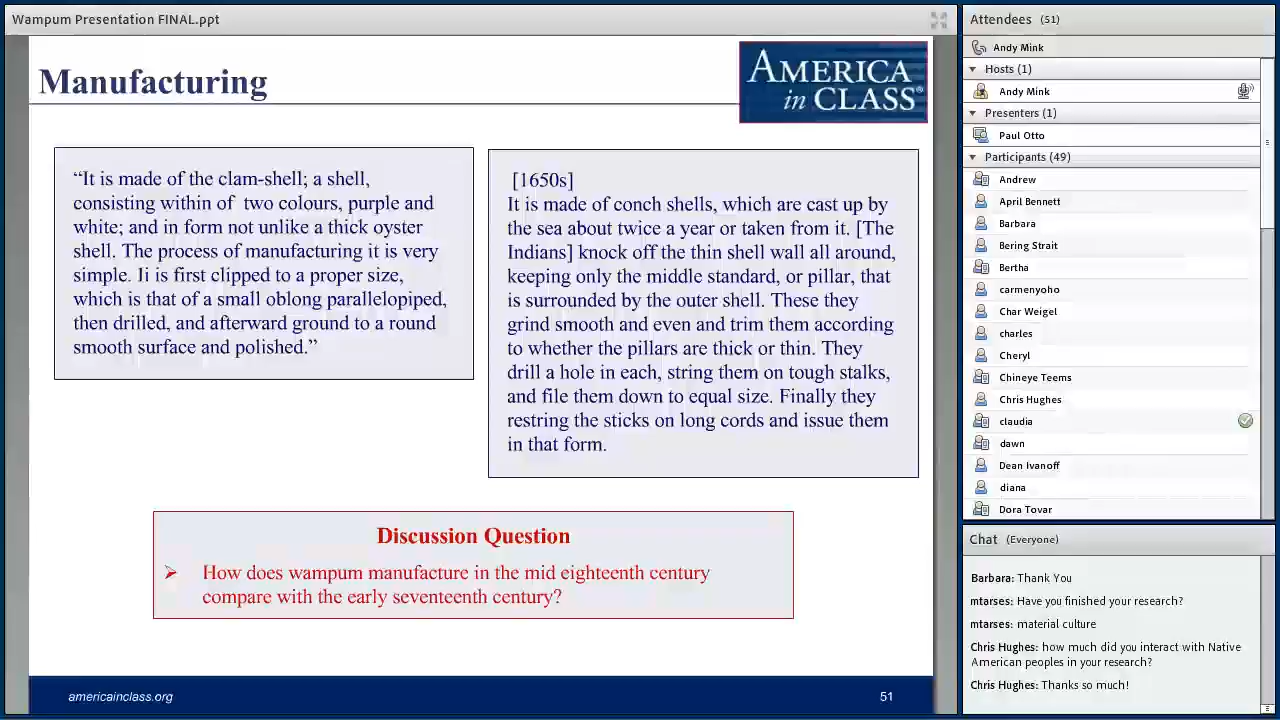 Wampum Presentation FINAL.ppt
Manufacturing
AMERICA
in CLASS®
“It is made of the clam-shell; a shell,
consisting within of two colours, purple and
white; and in form not unlike a thick oyster
shell. The process of manufacturing it is very
simple. Ii is first clipped to a proper size,
which is that of a small oblong parallelopiped,
then drilled, and afterward ground to a round
smooth surface and polished.”
[1650s]
It is made of conch shells, which are cast up by
the sea about twice a year or taken from it. [The
Indians] knock off the thin shell wall all around,
keeping only the middle standard, or pillar, that
is surrounded by the outer shell. These they
grind smooth and even and trim them according
to whether the pillars are thick or thin. They
drill a hole in each, string them on tough stalks,
and file them down to equal size. Finally they
restring the sticks on long cords and issue them
in that form.
Discussion Question
How does wampum manufacture in the mid eighteenth century
compare with the early seventeenth century?
americainclass.org
51
Attendees (51)
Andy Mink
Hosts (1)
Andy Mink
Presenters (1)
Paul Otto
Participants (49)
Andrew
April Bennett
Barbara
Bering Strait
Bertha
carmenyoho
Char Weigel
charles
Cheryl
Chineye Teems
Chris Hughes
claudia
dawn
Dean Ivanoff
diana
Dora Tovar
Chat (Everyone)
Barbara: Thank You
mtarses: Have you finished your research?
mtarses: material culture
Chris Hughes: how much did you interact with Native
American peoples in your research?
Chris Hughes: Thanks so much!